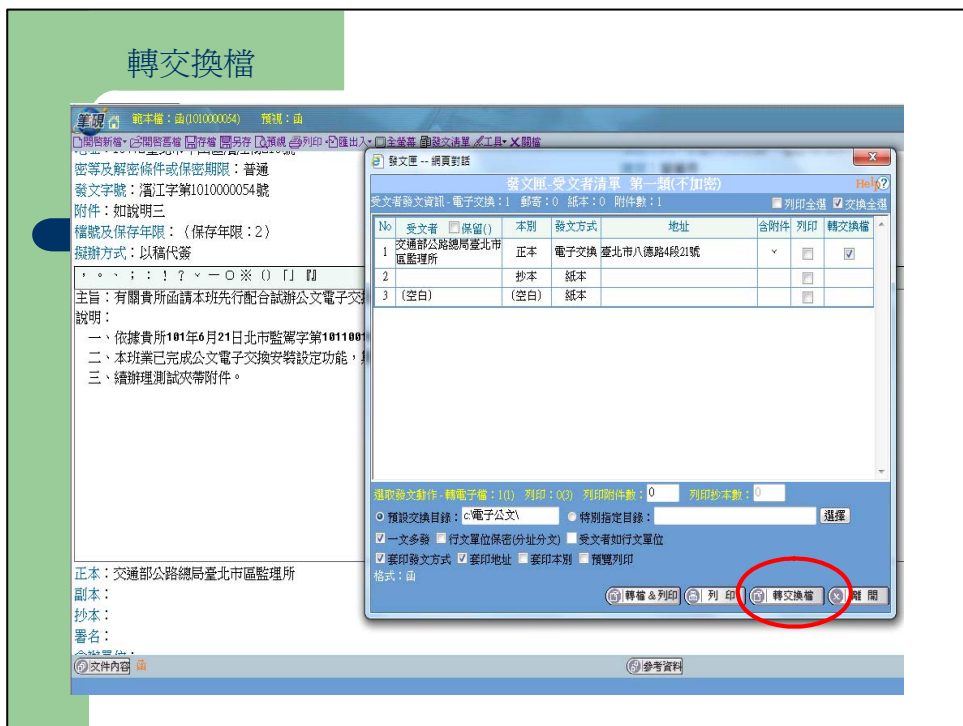 轉交換檔
筆硯 範本檔：函(1010000054) 預視：函
開啟新檔 開啟舊檔 存檔 另存 預視 列印 匯出入 全螢幕 發文清單 工具 關檔
密等及解密條件或保密期限：普通
發文字號：濱江字第1010000054號
附件：如說明三
檔號及保存年限：（保存年限：2）
擬辦方式：以稿代簽
， 。 、 ； ： ！ ？ ˇ － ○ ※ () 「」 『』
主旨：有關貴所函請本班先行配合試辦公文電子交
說明：
一、依據貴所101年6月21日北市監駕字第1011001
二、本班業已完成公文電子交換安裝設定功能，
三、續辦理測試夾帶附件。
正本：交通部公路總局臺北市區監理所
副本：
抄本：
署名：
文件內容 函
參考資料
發文匣 -- 網頁對話
發文匣-受文者清單 第一類(不加密) Help?
受文者發文資訊-電子交換：1 郵寄：0 紙本：0 附件數：1 列印全選 交換全選
No 受文者 保留() 本別 發文方式 地址 含附件 列印 轉交換檔
1 交通部公路總局臺北市區監理所 正本 電子交換 臺北市八德路4段21號 ˇ
2 抄本 紙本
3 (空白) (空白) 紙本
選取發文動作-轉電子檔：1(1) 列印：0(3) 列印附件數：0 列印抄本數：0
預設交換目錄：c:\電子公文\ 特別指定目錄： 選擇
一文多發 行文單位保密(分址分文) 受文者如行文單位
套印發文方式 套印地址 套印本別 預覽列印
格式：函
轉檔＆列印 列印 轉交換檔 離開